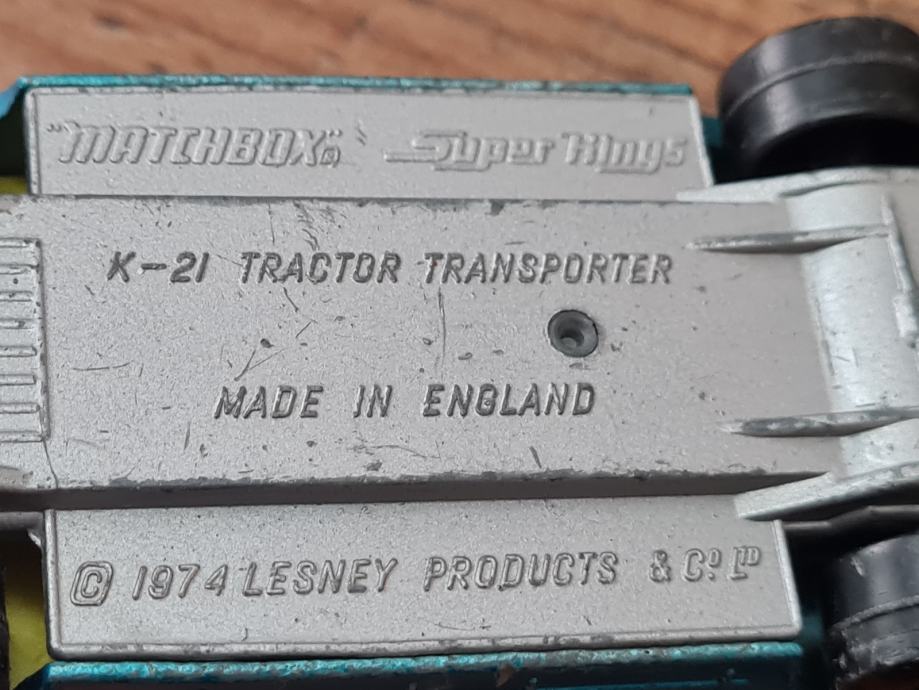 "MATCHBOX"® Super Kings
K-21 TRACTOR TRANSPORTER
MADE IN ENGLAND
© 1974 LESNEY PRODUCTS & Cº Lᵀᴰ